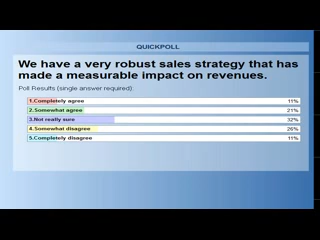 QUICKPOLL
We have a very robust sales strategy that has
made a measurable impact on revenues.
Poll Results (single answer required):
1.Completely agree 11%
2.Somewhat agree 21%
3.Not really sure 32%
4.Somewhat disagree 26%
5.Completely disagree 11%